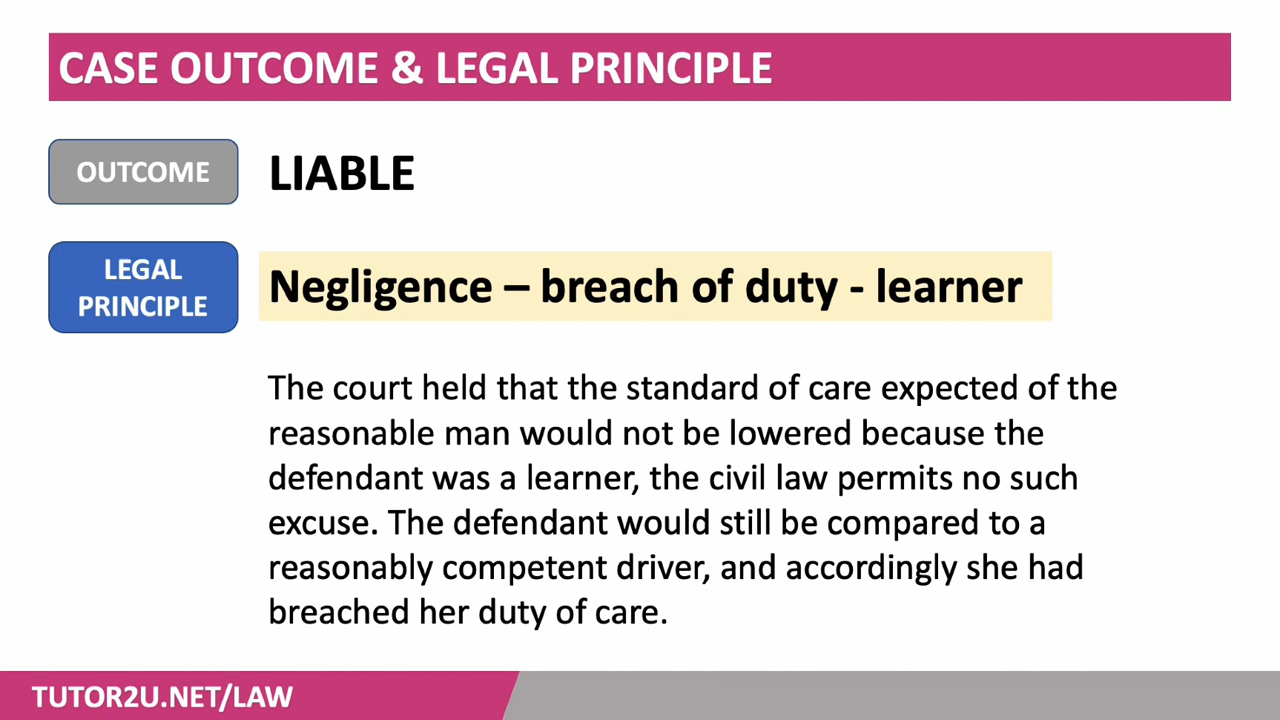 CASE OUTCOME & LEGAL PRINCIPLE
OUTCOME
LIABLE
LEGAL
PRINCIPLE
Negligence – breach of duty - learner
The court held that the standard of care expected of the
reasonable man would not be lowered because the
defendant was a learner, the civil law permits no such
excuse. The defendant would still be compared to a
reasonably competent driver, and accordingly she had
breached her duty of care.
TUTOR2U.NET/LAW